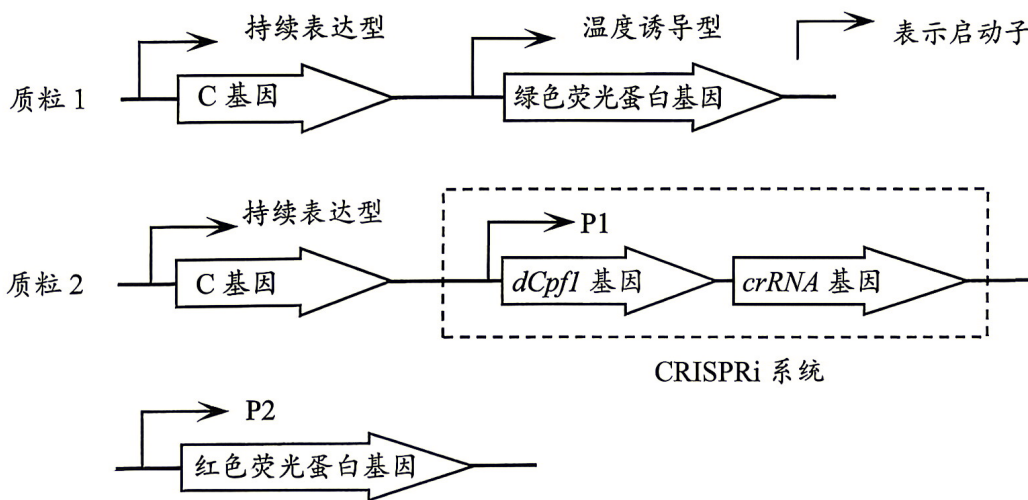 持续表达型 温度诱导型 表示启动子
质粒 1 C 基因 绿色荧光蛋白基因
持续表达型 P1
质粒 2 C 基因 dCpf1 基因 crRNA 基因
CRISPRi 系统
P2
红色荧光蛋白基因